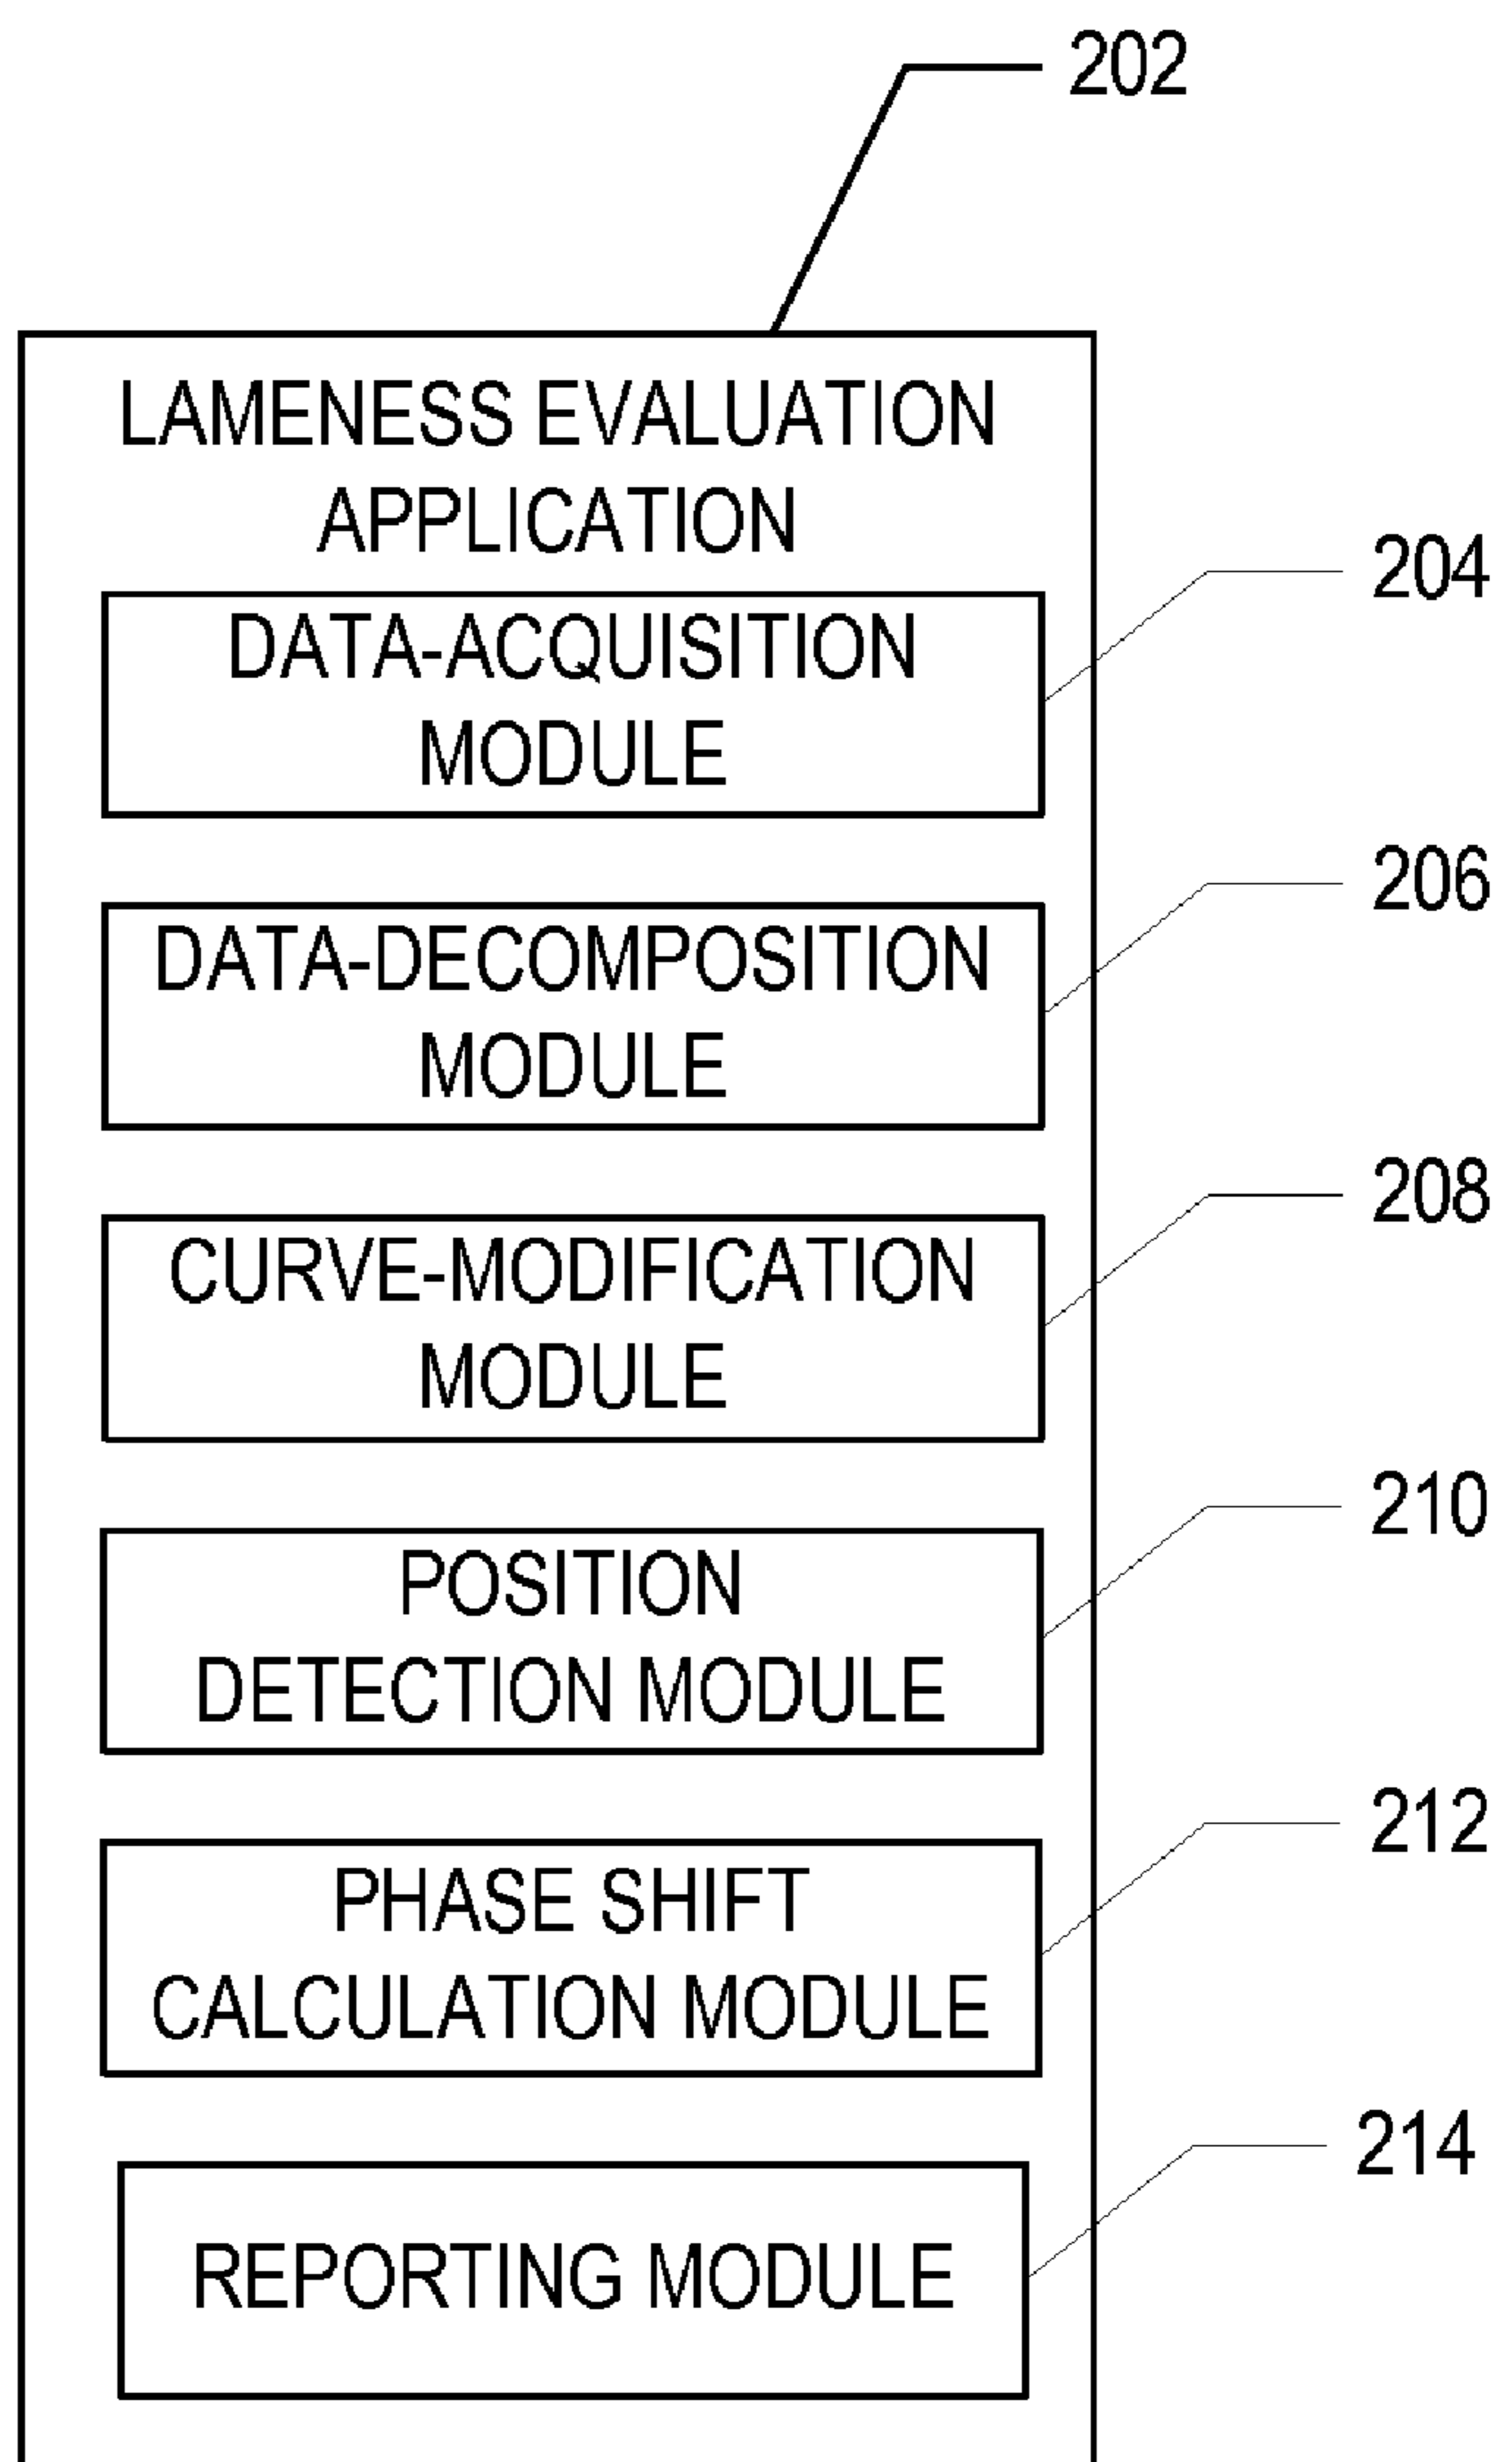 202
LAMENESS EVALUATION
APPLICATION
204
DATA-ACQUISITION
MODULE
206
DATA-DECOMPOSITION
MODULE
208
CURVE-MODIFICATION
MODULE
210
POSITION
DETECTION MODULE
212
PHASE SHIFT
CALCULATION MODULE
214
REPORTING MODULE